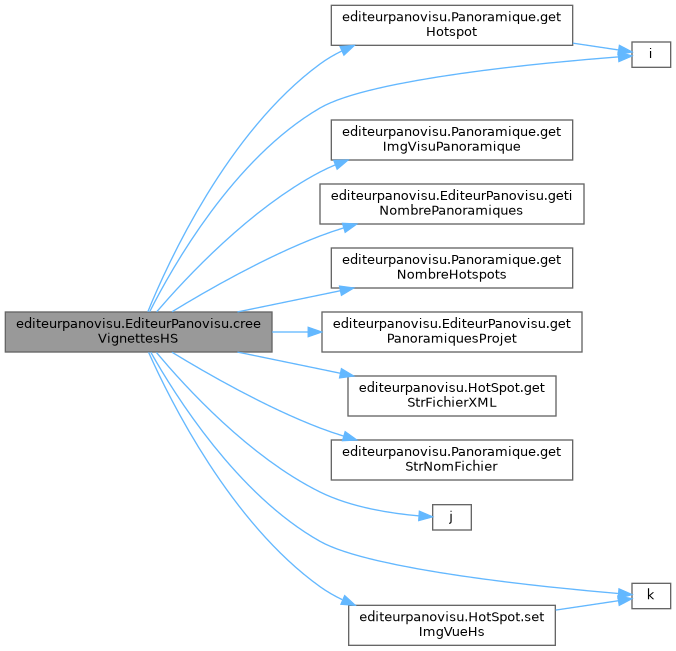 editeurpanovisu.Panoramique.get
Hotspot
i
editeurpanovisu.Panoramique.get
ImgVisuPanoramique
editeurpanovisu.EditeurPanovisu.geti
NombrePanoramiques
editeurpanovisu.Panoramique.get
NombreHotspots
editeurpanovisu.EditeurPanovisu.cree
VignettesHS
editeurpanovisu.EditeurPanovisu.get
PanoramiquesProjet
editeurpanovisu.HotSpot.get
StrFichierXML
editeurpanovisu.Panoramique.get
StrNomFichier
j
k
editeurpanovisu.HotSpot.set
ImgVueHs